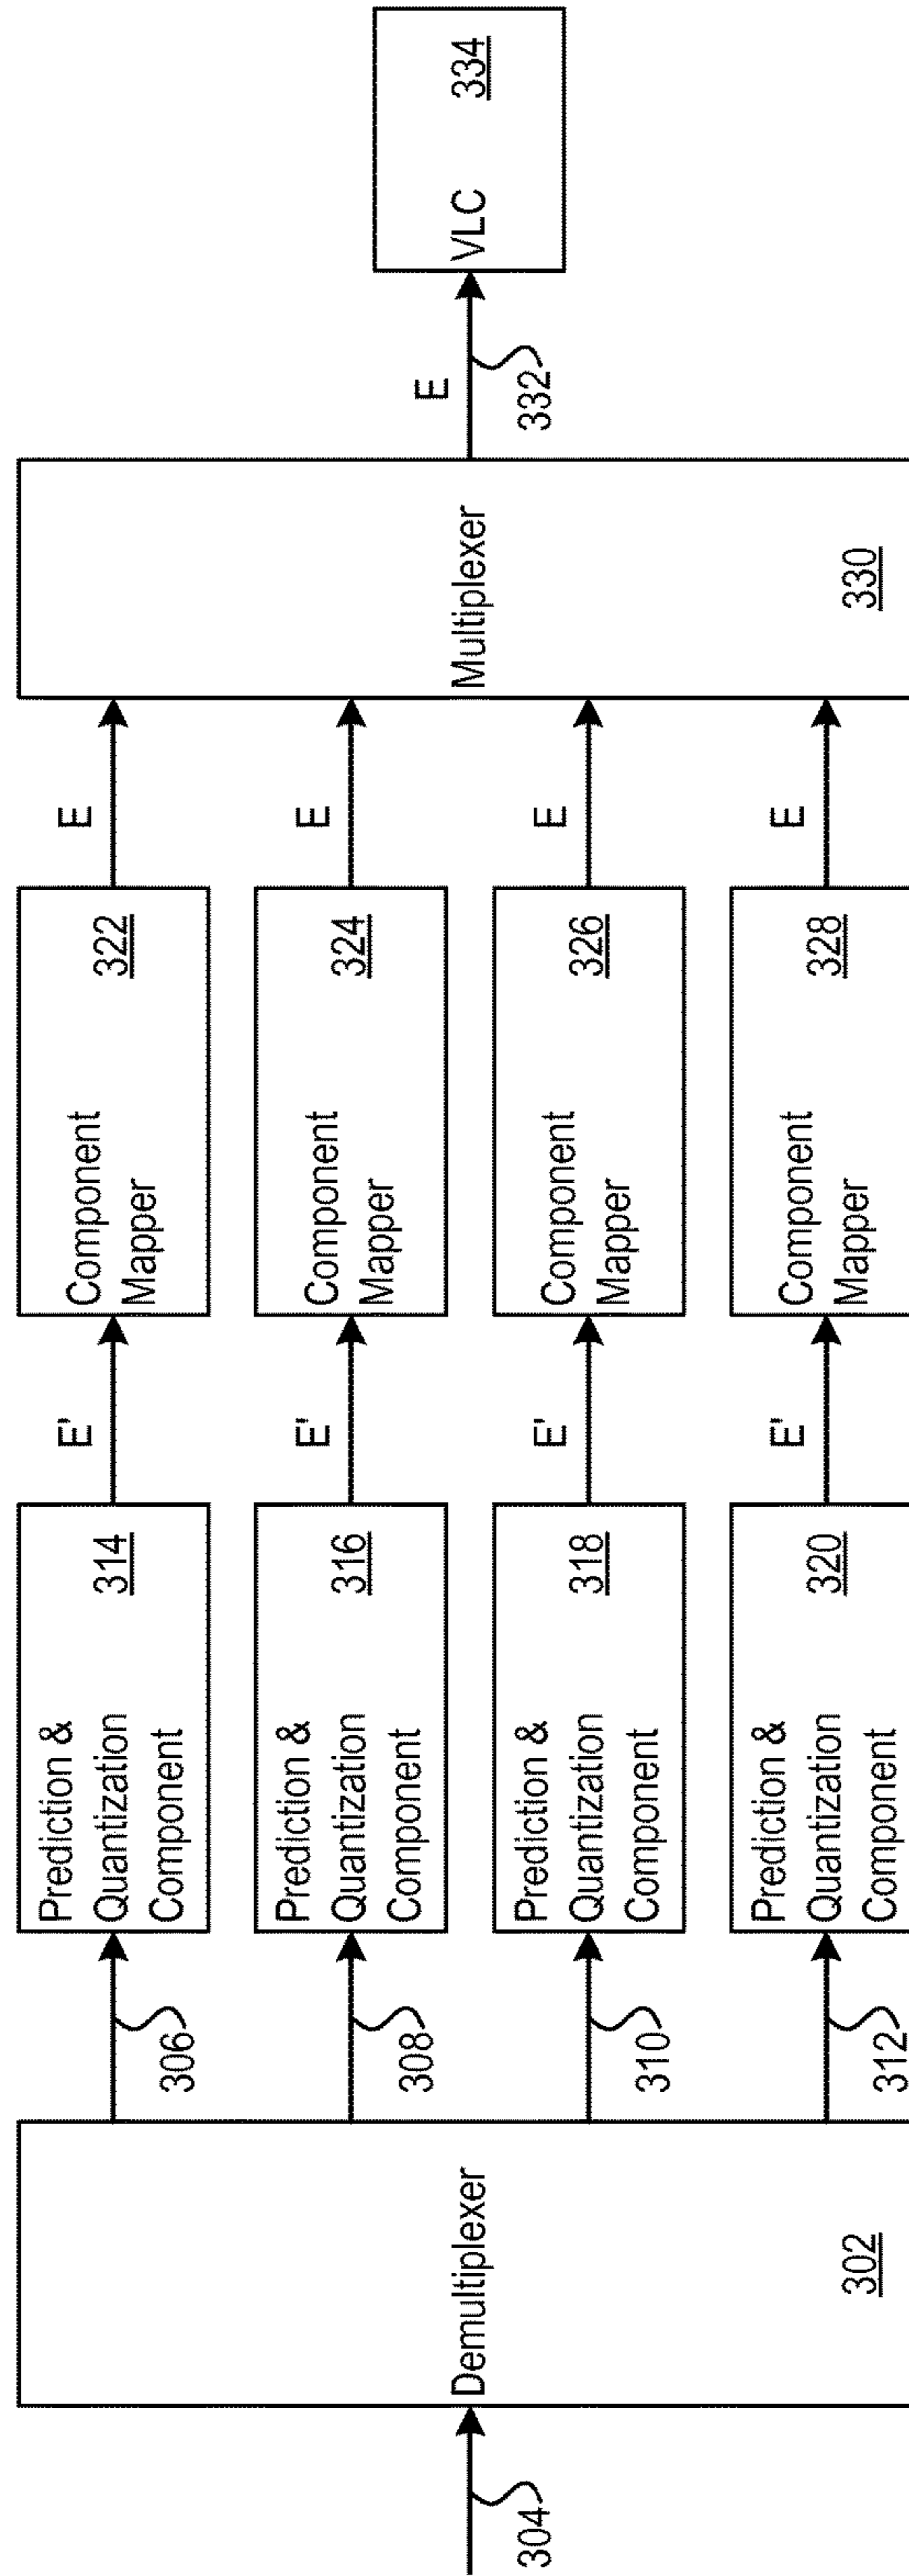 304
Demultiplexer
302
306
308
310
312
Prediction &
Quantization
Component
314
Prediction &
Quantization
Component
316
Prediction &
Quantization
Component
318
Prediction &
Quantization
Component
320
E'
E'
E'
E'
Component
Mapper
322
Component
Mapper
324
Component
Mapper
326
Component
Mapper
328
E
E
E
E
Multiplexer
330
E
332
VLC
334